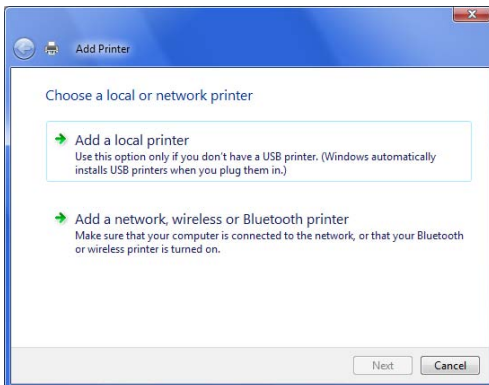 Add Printer
Choose a local or network printer
Add a local printer
Use this option only if you don't have a USB printer. (Windows automatically
installs USB printers when you plug them in.)
Add a network, wireless or Bluetooth printer
Make sure that your computer is connected to the network, or that your Bluetooth
or wireless printer is turned on.
Next Cancel